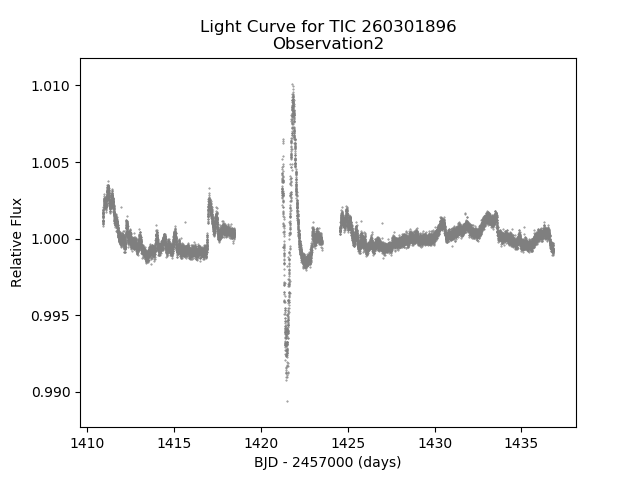 Light Curve for TIC 260301896
Observation2
1.010
1.005
1.000
0.995
0.990
Relative Flux
1410 1415 1420 1425 1430 1435
BJD - 2457000 (days)